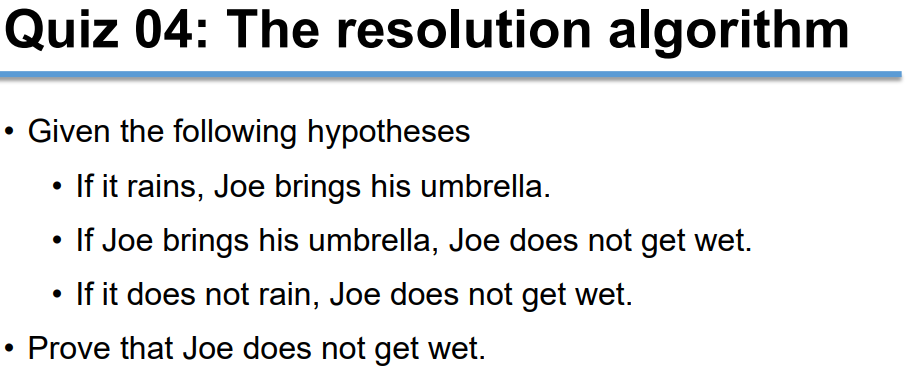 Quiz 04: The resolution algorithm
• Given the following hypotheses
• If it rains, Joe brings his umbrella.
• If Joe brings his umbrella, Joe does not get wet.
• If it does not rain, Joe does not get wet.
• Prove that Joe does not get wet.